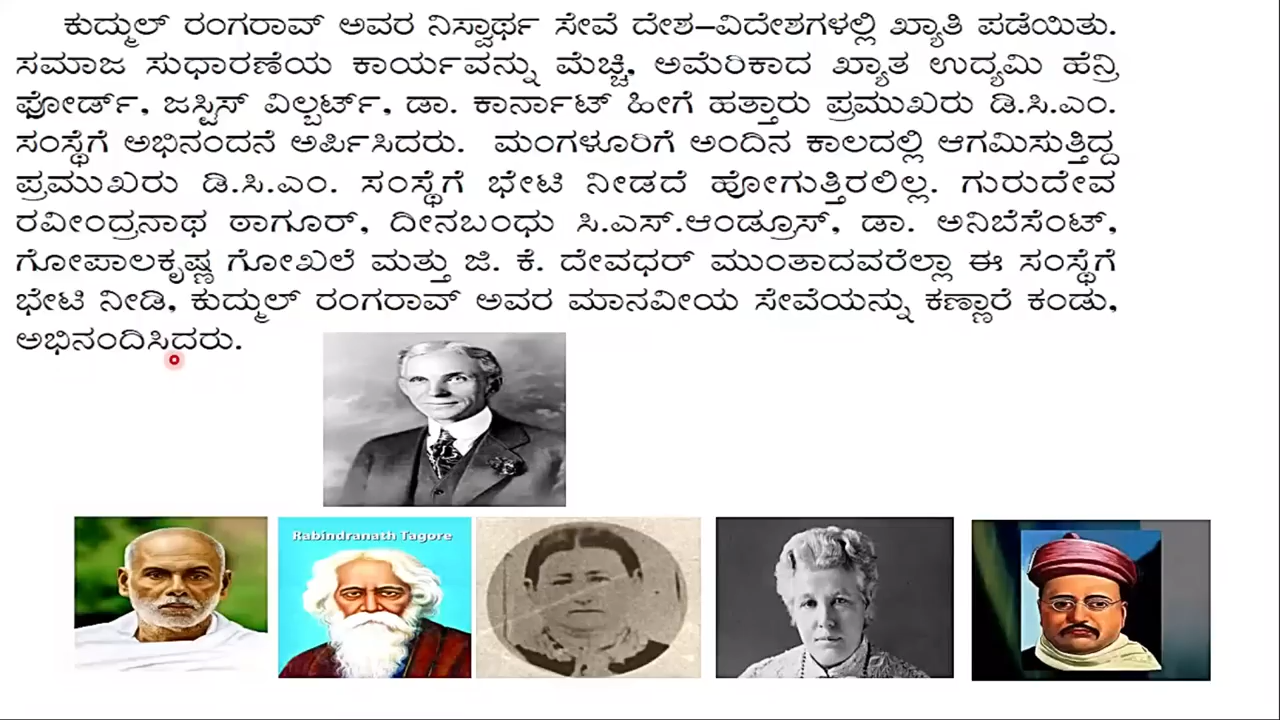 ಕುದ್ಮುಲ್ ರಂಗರಾವ್ ಅವರ ನಿಸ್ವಾರ್ಥ ಸೇವೆ ದೇಶ–ವಿದೇಶಗಳಲ್ಲಿ ಖ್ಯಾತಿ ಪಡೆಯಿತು.
ಸಮಾಜ ಸುಧಾರಣೆಯ ಕಾರ್ಯವನ್ನು ಮೆಚ್ಚಿ, ಅಮೆರಿಕಾದ ಖ್ಯಾತ ಉದ್ಯಮಿ ಹೆನ್ರಿ
ಫೋರ್ಡ್, ಜಸ್ಟಿಸ್ ವಿಲ್ಬರ್ಟ್, ಡಾ. ಕಾರ್ನಾಟ್ ಹೀಗೆ ಹತ್ತಾರು ಪ್ರಮುಖರು ಡಿ.ಸಿ.ಎಂ.
ಸಂಸ್ಥೆಗೆ ಅಭಿನಂದನೆ ಅರ್ಪಿಸಿದರು. ಮಂಗಳೂರಿಗೆ ಅಂದಿನ ಕಾಲದಲ್ಲಿ ಆಗಮಿಸುತ್ತಿದ್ದ
ಪ್ರಮುಖರು ಡಿ.ಸಿ.ಎಂ. ಸಂಸ್ಥೆಗೆ ಭೇಟಿ ನೀಡದೆ ಹೋಗುತ್ತಿರಲಿಲ್ಲ. ಗುರುದೇವ
ರವೀಂದ್ರನಾಥ ಠಾಗೂರ್, ದೀನಬಂಧು ಸಿ.ಎಸ್.ಆಂಡ್ರೂಸ್, ಡಾ. ಅನಿಬೆಸೆಂಟ್,
ಗೋಪಾಲಕೃಷ್ಣ ಗೋಖಲೆ ಮತ್ತು ಜಿ. ಕೆ. ದೇವಧರ್ ಮುಂತಾದವರೆಲ್ಲಾ ಈ ಸಂಸ್ಥೆಗೆ
ಭೇಟಿ ನೀಡಿ, ಕುದ್ಮುಲ್ ರಂಗರಾವ್ ಅವರ ಮಾನವೀಯ ಸೇವೆಯನ್ನು ಕಣ್ಣಾರೆ ಕಂಡು,
ಅಭಿನಂದಿಸಿದರು.
Rabindranath Tagore